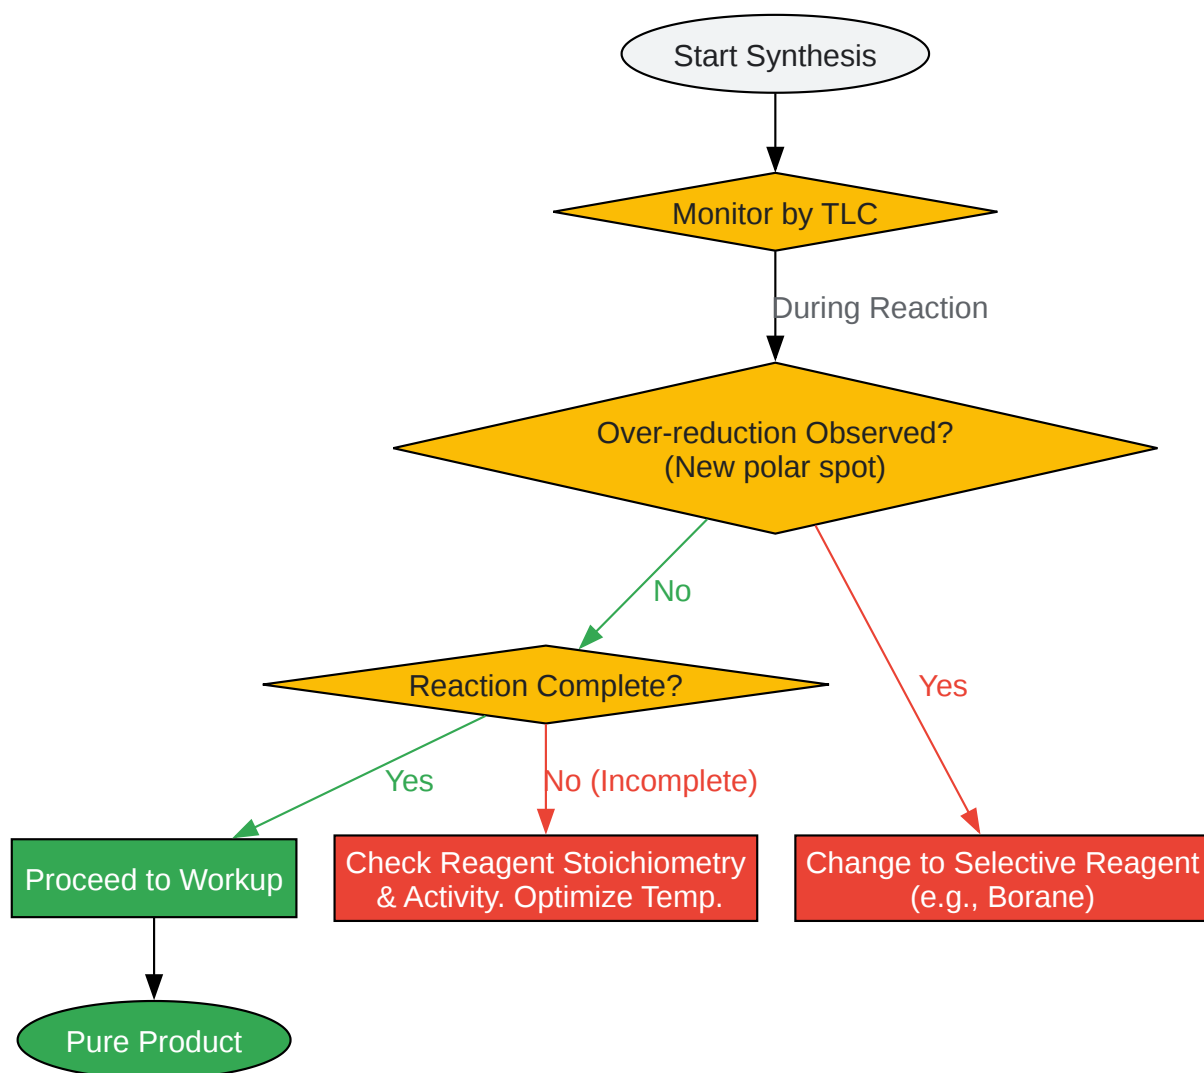 Start Synthesis
Monitor by TLC
During Reaction
Over-reduction Observed?
(New polar spot)
No
Reaction Complete?
Yes
Yes
No (Incomplete)
Proceed to Workup
Check Reagent Stoichiometry
& Activity. Optimize Temp.
Change to Selective Reagent
(e.g., Borane)
Pure Product